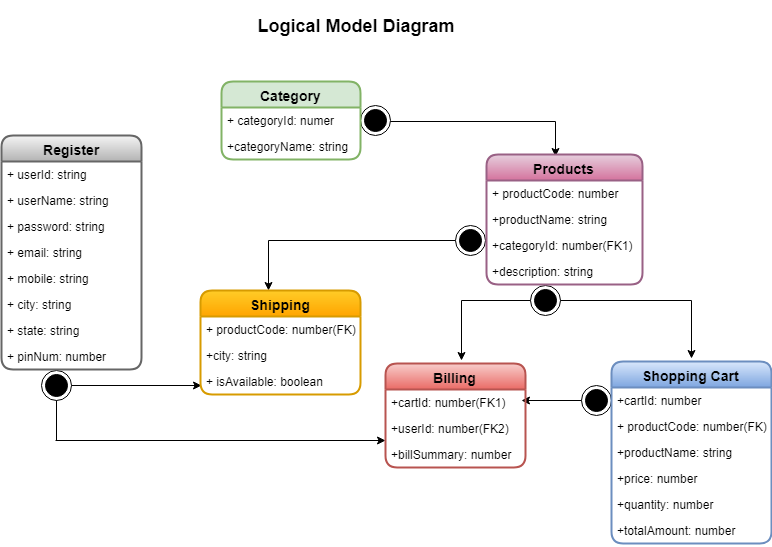 Logical Model Diagram
Category
+ categoryId: numer
+categoryName: string
Register
+ userId: string
+ userName: string
+ password: string
+ email: string
+ mobile: string
+ city: string
+ state: string
+ pinNum: number
Products
+ productCode: number
+productName: string
+categoryId: number(FK1)
+description: string
Shipping
+ productCode: number(FK)
+city: string
+ isAvailable: boolean
Billing
+cartId: number(FK1)
+userId: number(FK2)
+billSummary: number
Shopping Cart
+cartId: number
+ productCode: number(FK)
+productName: string
+price: number
+quantity: number
+totalAmount: number